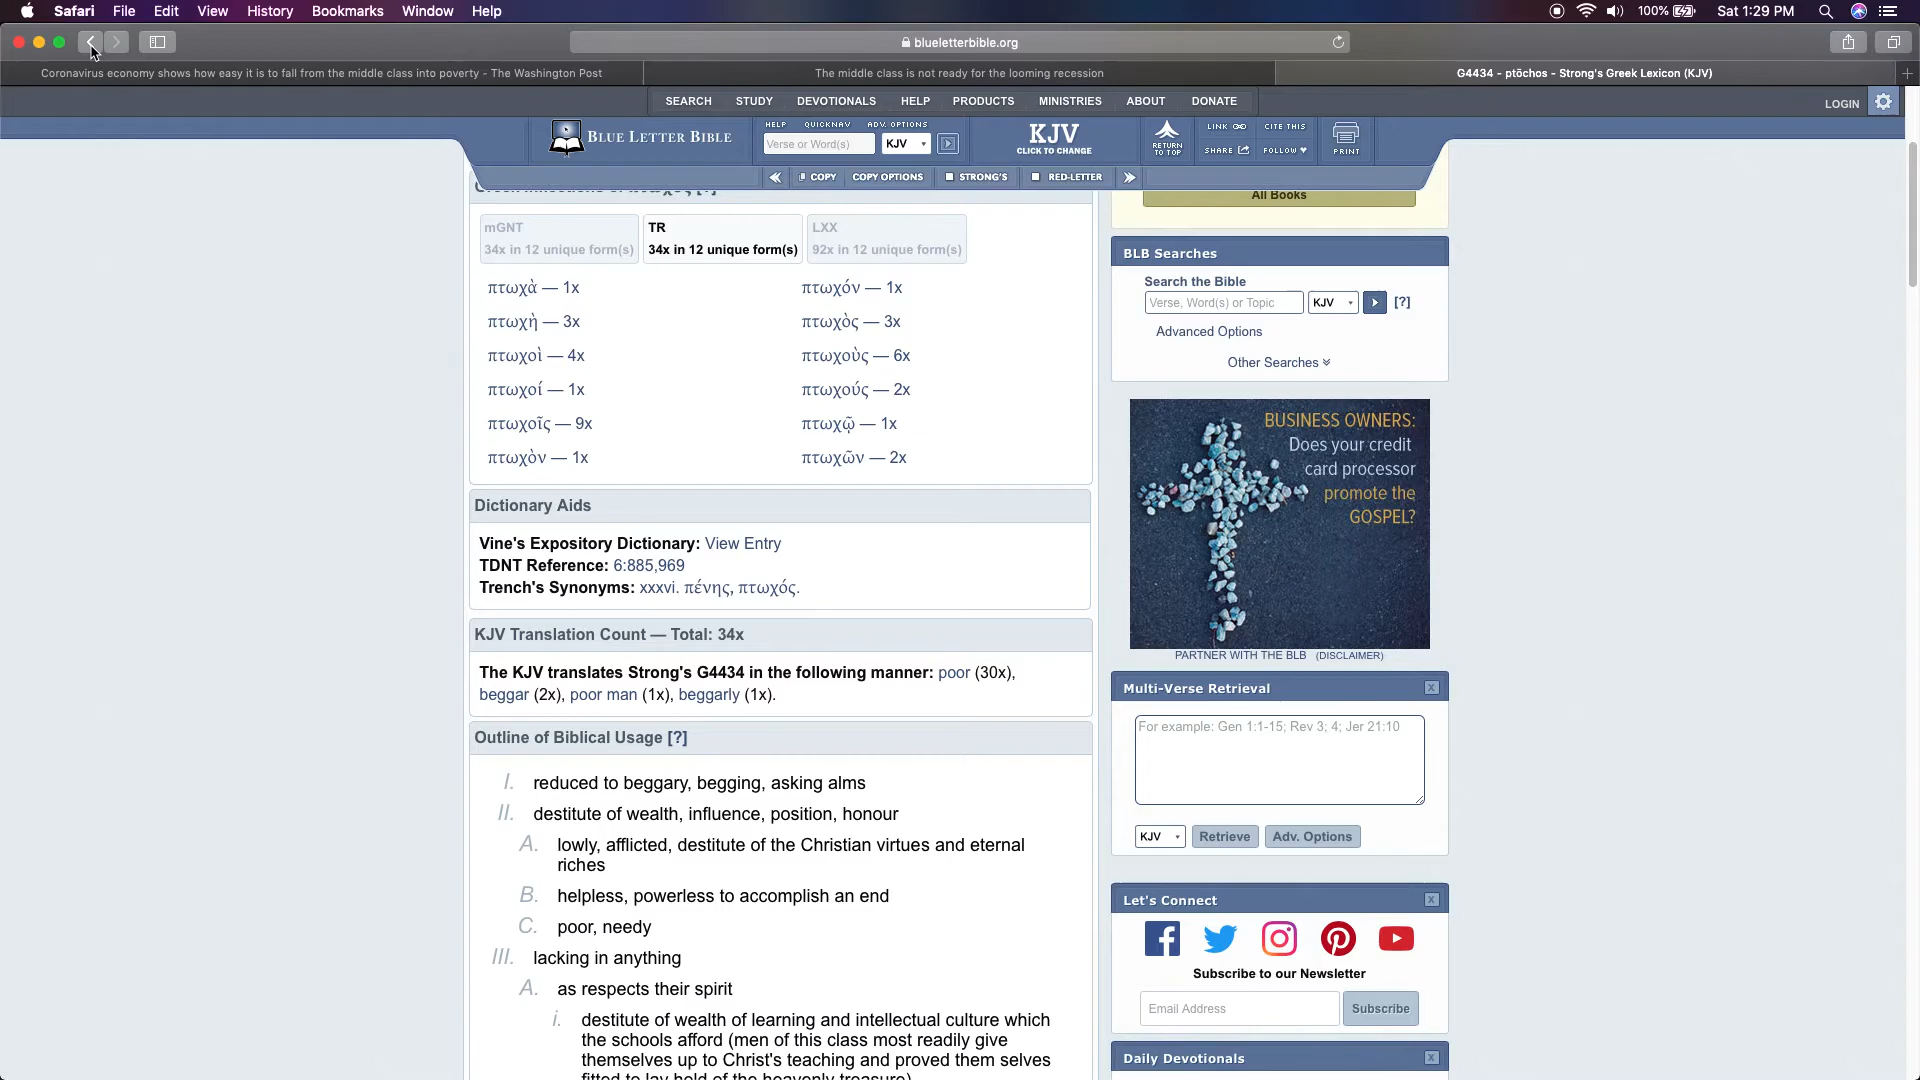 Safari File Edit View History Bookmarks Window Help 100% Sat 1:29 PM
blueletterbible.org
Coronavirus economy shows how easy it is to fall from the middle class into poverty - The Washington Post
The middle class is not ready for the looming recession
G4434 - ptōchos - Strong's Greek Lexicon (KJV)
SEARCH STUDY DEVOTIONALS HELP PRODUCTS MINISTRIES ABOUT DONATE
LOGIN
BLUE LETTER BIBLE
HELP QUICKNAV ADV. OPTIONS
Verse or Word(s) KJV
KJV
CLICK TO CHANGE
RETURN
TO TOP
LINK CITE THIS
SHARE FOLLOW
PRINT
COPY COPY OPTIONS STRONG'S RED-LETTER
mGNT
34x in 12 unique form(s)
TR
34x in 12 unique form(s)
LXX
92x in 12 unique form(s)
πτωχὰ — 1x
πτωχόν — 1x
πτωχὴ — 3x
πτωχὸς — 3x
πτωχοὶ — 4x
πτωχοὺς — 6x
πτωχοί — 1x
πτωχούς — 2x
πτωχοῖς — 9x
πτωχῷ — 1x
πτωχὸν — 1x
πτωχῶν — 2x
Dictionary Aids
Vine's Expository Dictionary: View Entry
TDNT Reference: 6:885,969
Trench's Synonyms: xxxvi. πένης, πτωχός.
KJV Translation Count — Total: 34x
The KJV translates Strong's G4434 in the following manner: poor (30x),
beggar (2x), poor man (1x), beggarly (1x).
Outline of Biblical Usage [?]
I. reduced to beggary, begging, asking alms
II. destitute of wealth, influence, position, honour
A. lowly, afflicted, destitute of the Christian virtues and eternal
riches
B. helpless, powerless to accomplish an end
C. poor, needy
III. lacking in anything
A. as respects their spirit
i. destitute of wealth of learning and intellectual culture which
the schools afford (men of this class most readily give
themselves up to Christ's teaching and proved them selves
fitted to lay hold of the heavenly treasure)
All Books
BLB Searches
Search the Bible
Verse, Word(s) or Topic KJV [?]
Advanced Options
Other Searches
BUSINESS OWNERS:
Does your credit
card processor
promote the
GOSPEL?
PARTNER WITH THE BLB (DISCLAIMER)
Multi-Verse Retrieval
For example: Gen 1:1-15; Rev 3; 4; Jer 21:10
KJV Retrieve Adv. Options
Let's Connect
Subscribe to our Newsletter
Email Address Subscribe
Daily Devotionals